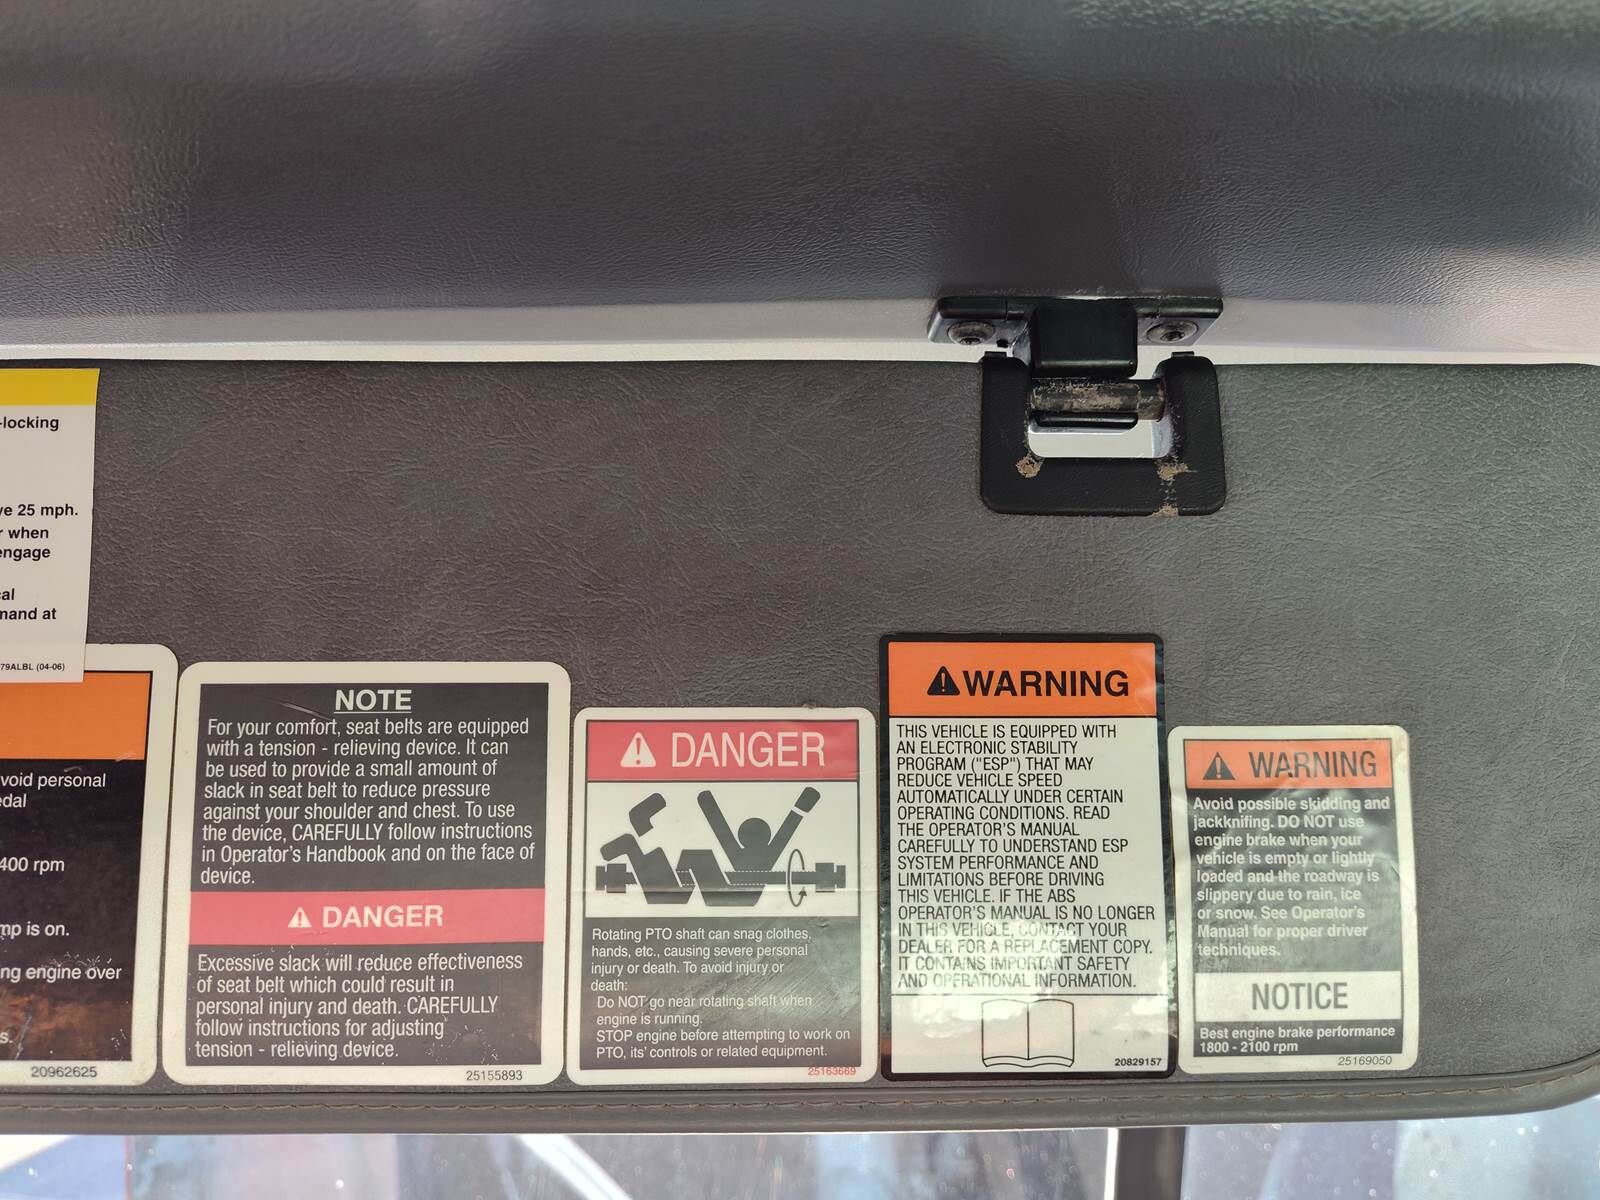 -locking
ve 25 mph.
r when
engage
al
mand at
79ALBL (04-06)
void personal
edal
400 rpm
mp is on.
ng engine over
s.
20962625
NOTE
For your comfort, seat belts are equipped
with a tension - relieving device. It can
be used to provide a small amount of
slack in seat belt to reduce pressure
against your shoulder and chest. To use
the device, CAREFULLY follow instructions
in Operator's Handbook and on the face of
device.
DANGER
Excessive slack will reduce effectiveness
of seat belt which could result in
personal injury and death. CAREFULLY
follow instructions for adjusting
tension - relieving device.
25155893
DANGER
Rotating PTO shaft can snag clothes,
hands, etc., causing severe personal
injury or death. To avoid injury or
death:
Do NOT go near rotating shaft when
engine is running.
STOP engine before attempting to work on
PTO, its' controls or related equipment.
25163669
WARNING
THIS VEHICLE IS EQUIPPED WITH
AN ELECTRONIC STABILITY
PROGRAM ("ESP") THAT MAY
REDUCE VEHICLE SPEED
AUTOMATICALLY UNDER CERTAIN
OPERATING CONDITIONS. READ
THE OPERATOR'S MANUAL
CAREFULLY TO UNDERSTAND ESP
SYSTEM PERFORMANCE AND
LIMITATIONS BEFORE DRIVING
THIS VEHICLE. IF THE ABS
OPERATOR'S MANUAL IS NO LONGER
IN THIS VEHICLE, CONTACT YOUR
DEALER FOR A REPLACEMENT COPY.
IT CONTAINS IMPORTANT SAFETY
AND OPERATIONAL INFORMATION.
20829157
WARNING
Avoid possible skidding and
jackknifing. DO NOT use
engine brake when your
vehicle is empty or lightly
loaded and the roadway is
slippery due to rain, ice
or snow. See Operator's
Manual for proper driver
techniques.
NOTICE
Best engine brake performance
1800 - 2100 rpm
25169050